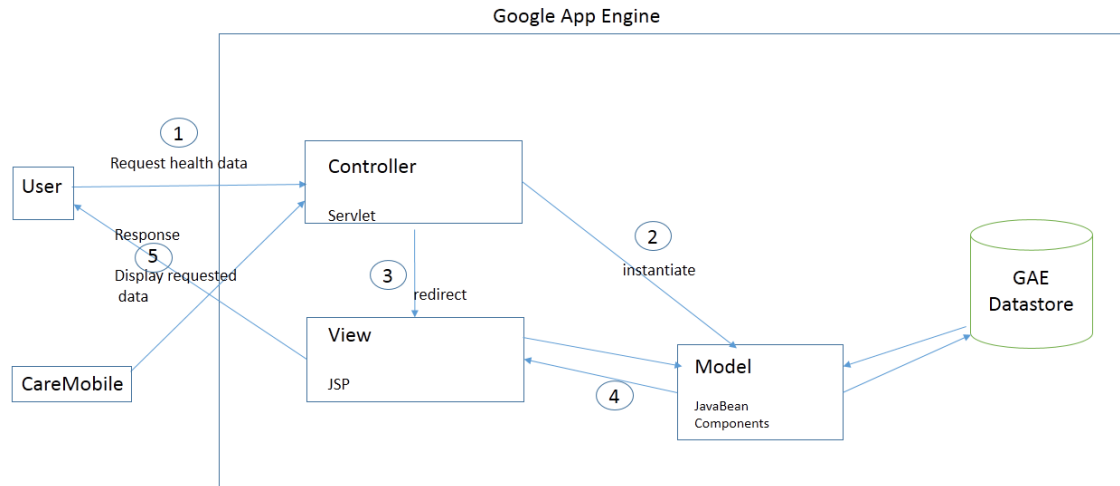 Google App Engine
1
Request health data
User
Controller
Servlet
Response
5
Display requested
data
2
instantiate
3
redirect
GAE
Datastore
View
JSP
Model
JavaBean
Components
4
CareMobile